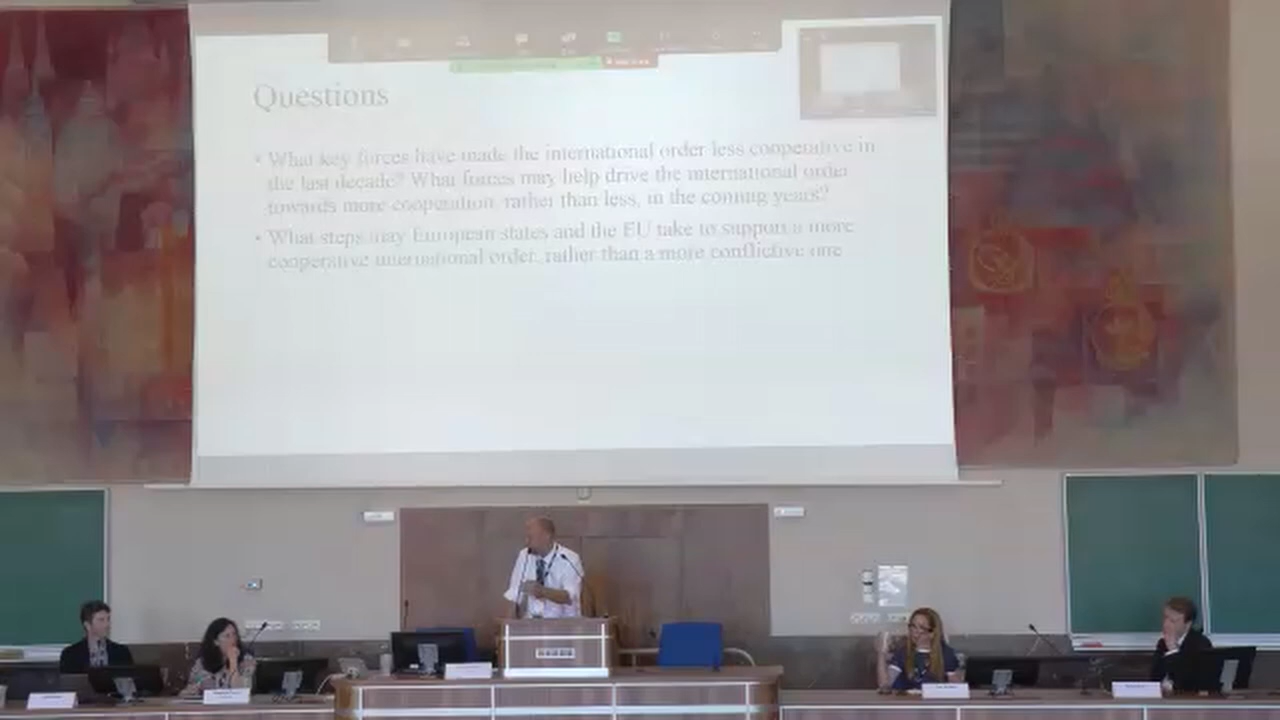 Questions
• What key forces have made the international order less cooperative in
the last decade? What forces may help drive the international order
towards more cooperation, rather than less, in the coming years?
• What steps may European states and the EU take to support a more
cooperative international order, rather than a more conflictive one